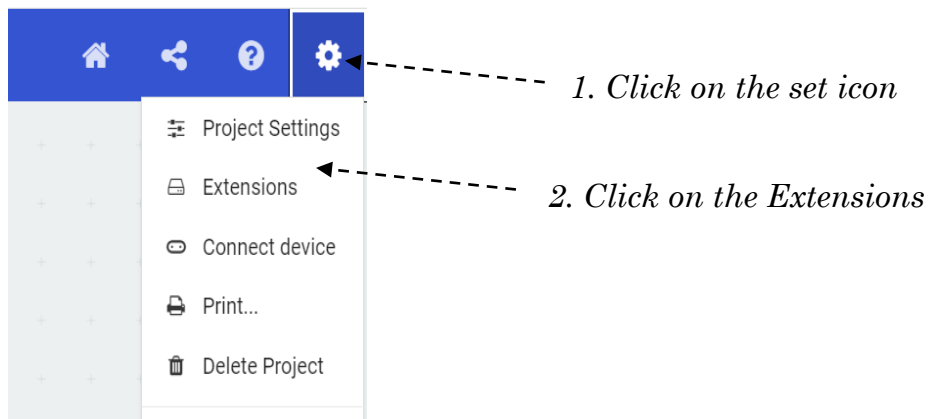 1. Click on the set icon
Project Settings
Extensions
2. Click on the Extensions
Connect device
Print...
Delete Project